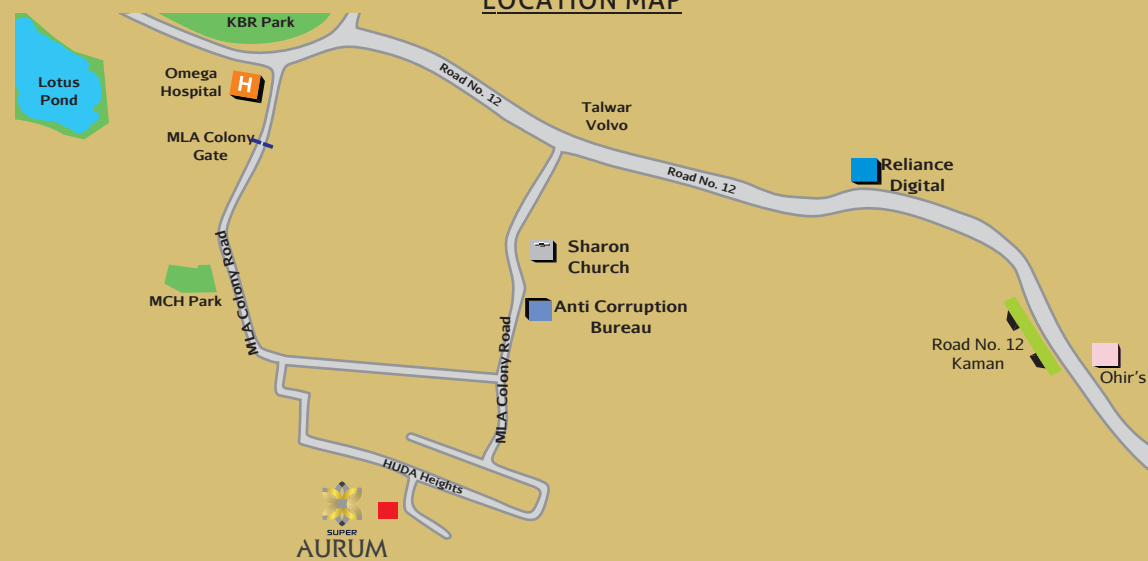 LOCATION MAP
KBR Park
Lotus
Pond
Omega
Hospital
H
MLA Colony
Gate
Road No. 12
Talwar
Volvo
Road No. 12
Reliance
Digital
MLA Colony Road
MCH Park
Sharon
Church
Anti Corruption
Bureau
MLA Colony Road
Road No. 12
Kaman
Ohir's
HUDA Heights
SUPER
AURUM